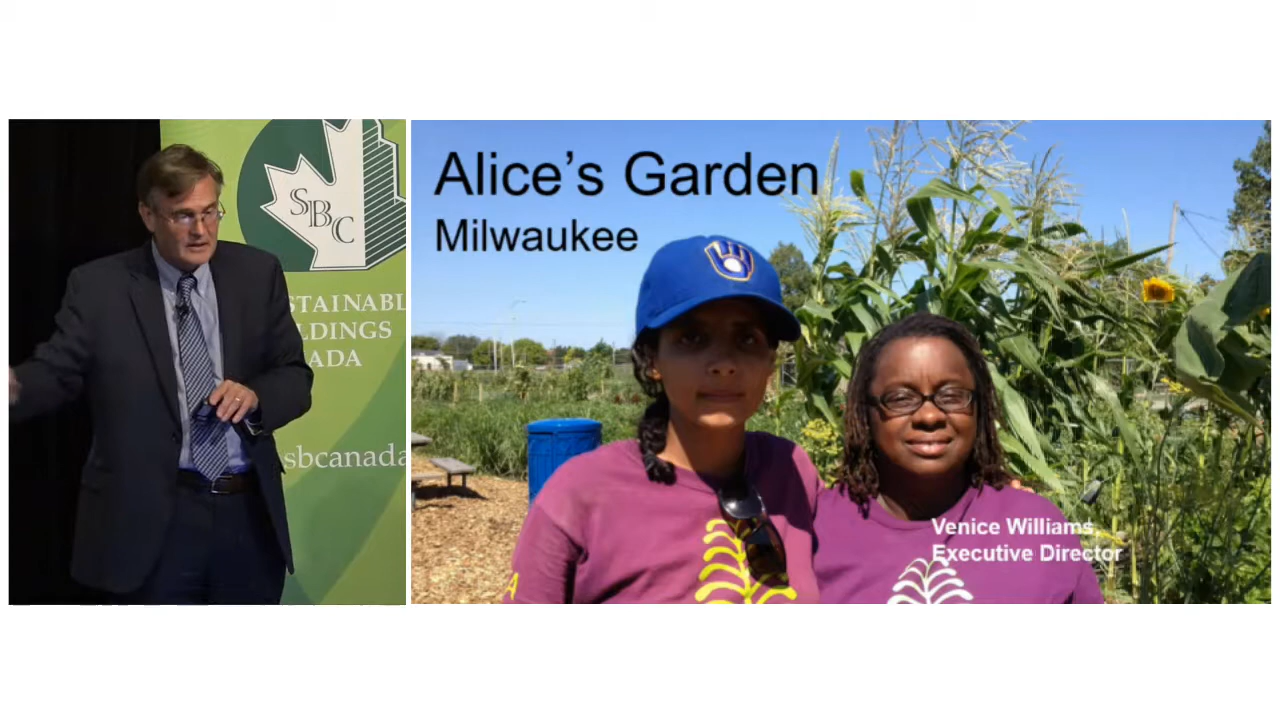 SBC
STAINABL
LDINGS
ADA
sbcanada
Alice's Garden
Milwaukee
Venice Williams
Executive Director